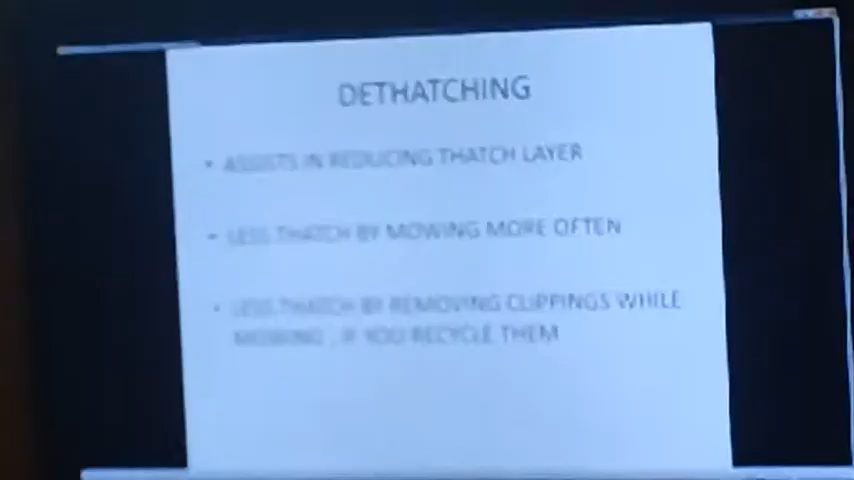 DETHATCHING
• ASSISTS IN REDUCING THATCH LAYER
• LESS THATCH BY MOWING MORE OFTEN
• LESS THATCH BY REMOVING CLIPPINGS WHILE
MOWING , IF YOU RECYCLE THEM